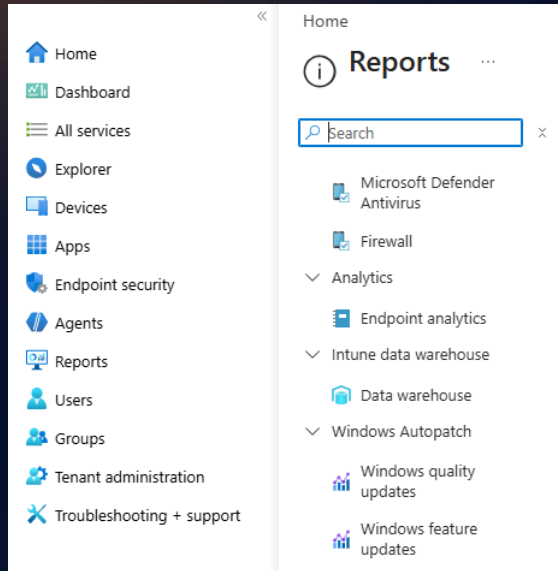 Home
Dashboard
All services
Explorer
Devices
Apps
Endpoint security
Agents
Reports
Users
Groups
Tenant administration
Troubleshooting + support
Home
Reports
Search
Microsoft Defender
Antivirus
Firewall
Analytics
Endpoint analytics
Intune data warehouse
Data warehouse
Windows Autopatch
Windows quality
updates
Windows feature
updates